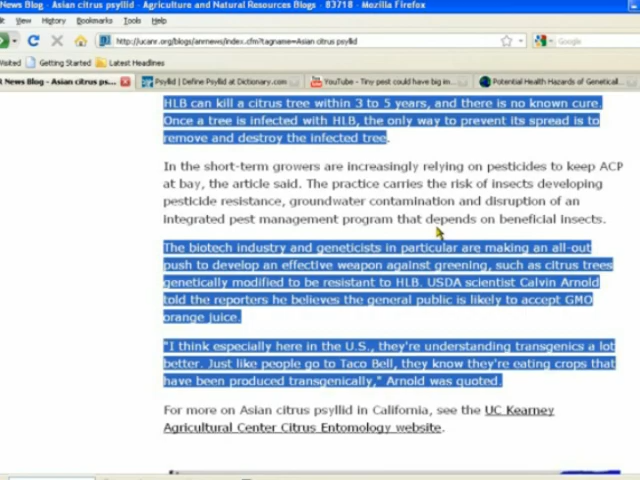 News Blog - Asian citrus psyllid - Agriculture and Natural Resources Blogs - 83718 - Mozilla Firefox
View History Bookmarks Tools Help
http://ucanr.org/blogs/anrnews/index.cfm?tagname=Asian citrus psyllid
Google
Visited Getting Started Latest Headlines
R News Blog - Asian citrus ps... Psyllid | Define Psyllid at Dictionary.com YouTube - Tiny pest could have big im... Potential Health Hazards of Geneticall...
HLB can kill a citrus tree within 3 to 5 years, and there is no known cure.
Once a tree is infected with HLB, the only way to prevent its spread is to
remove and destroy the infected tree.
In the short-term growers are increasingly relying on pesticides to keep ACP
at bay, the article said. The practice carries the risk of insects developing
pesticide resistance, groundwater contamination and disruption of an
integrated pest management program that depends on beneficial insects.
The biotech industry and geneticists in particular are making an all-out
push to develop an effective weapon against greening, such as citrus trees
genetically modified to be resistant to HLB. USDA scientist Calvin Arnold
told the reporters he believes the general public is likely to accept GMO
orange juice.
"I think especially here in the U.S., they're understanding transgenics a lot
better. Just like people go to Taco Bell, they know they're eating crops that
have been produced transgenically," Arnold was quoted.
For more on Asian citrus psyllid in California, see the UC Kearney
Agricultural Center Citrus Entomology website.